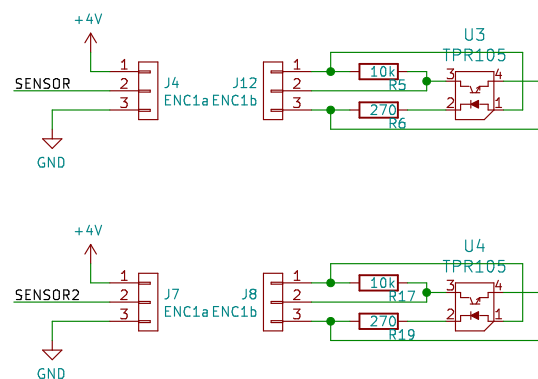 +4V
U3
TPR105
1
1
3
10k
4
SENSOR
2
J4
J12
2
R5
ENC1a
ENC1b
3
3
270
2
1
R6
GND
+4V
U4
TPR105
1
1
3
10k
4
SENSOR2
2
J7
J8
2
R17
ENC1a
ENC1b
3
3
270
2
1
R19
GND